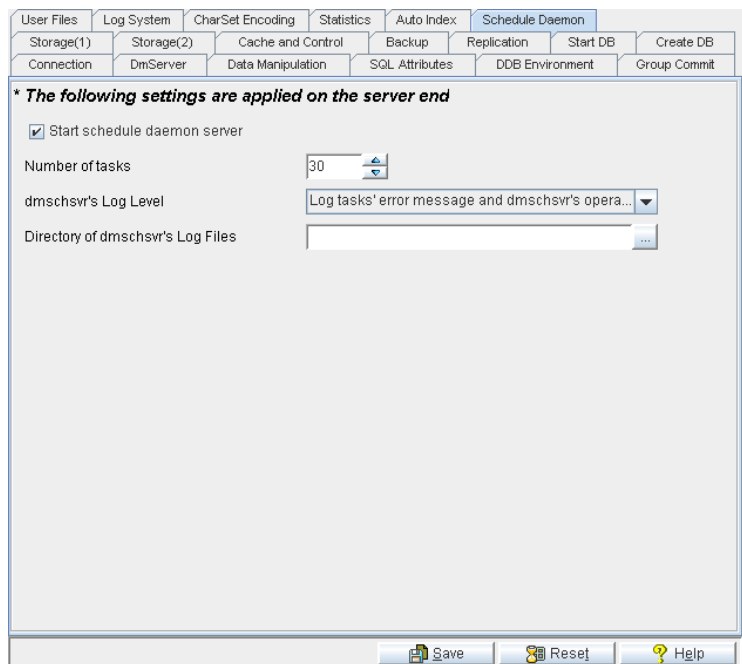 User Files Log System CharSet Encoding Statistics Auto Index Schedule Daemon
Storage(1) Storage(2) Cache and Control Backup Replication Start DB Create DB
Connection DmServer Data Manipulation SQL Attributes DDB Environment Group Commit
* The following settings are applied on the server end
Start schedule daemon server
Number of tasks 30
dmschsvr's Log Level Log tasks' error message and dmschsvr's opera...
Directory of dmschsvr's Log Files ...
Save Reset Help